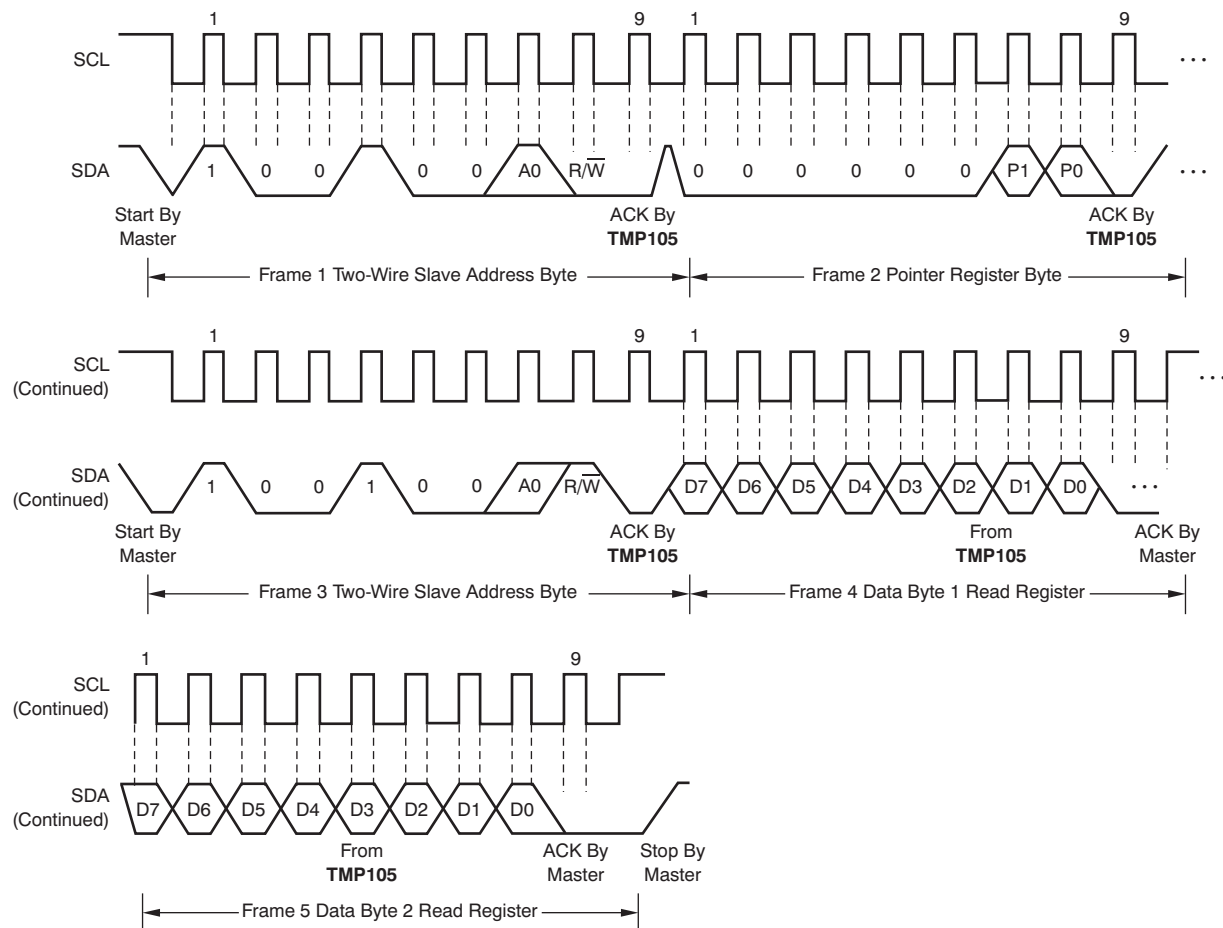 1 9 1 9
SCL ...
SDA 1 0 0 0 0 A0 R/W̅ 0 0 0 0 0 0 P1 P0 ...
Start By ACK By ACK By
Master TMP105 TMP105
Frame 1 Two-Wire Slave Address Byte Frame 2 Pointer Register Byte
1 9 1 9
SCL
(Continued) ...
SDA 1 0 0 1 0 0 A0 R/W̅ D7 D6 D5 D4 D3 D2 D1 D0 ...
(Continued)
Start By ACK By From ACK By
Master TMP105 TMP105 Master
Frame 3 Two-Wire Slave Address Byte Frame 4 Data Byte 1 Read Register
1 9
SCL
(Continued)
SDA D7 D6 D5 D4 D3 D2 D1 D0
(Continued)
From ACK By Stop By
TMP105 Master Master
Frame 5 Data Byte 2 Read Register